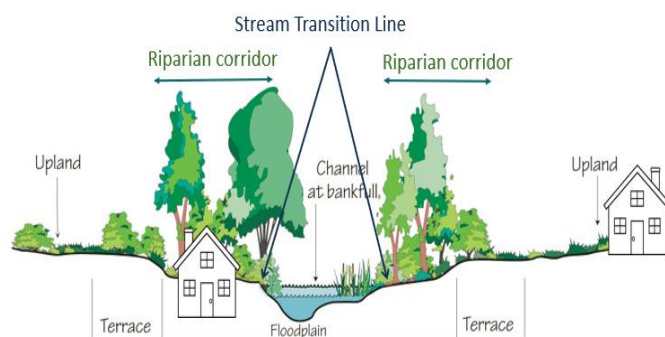 Stream Transition Line
Riparian corridor
Riparian corridor
Upland
Channel
at bankfull
Upland
Terrace
Floodplain
Terrace